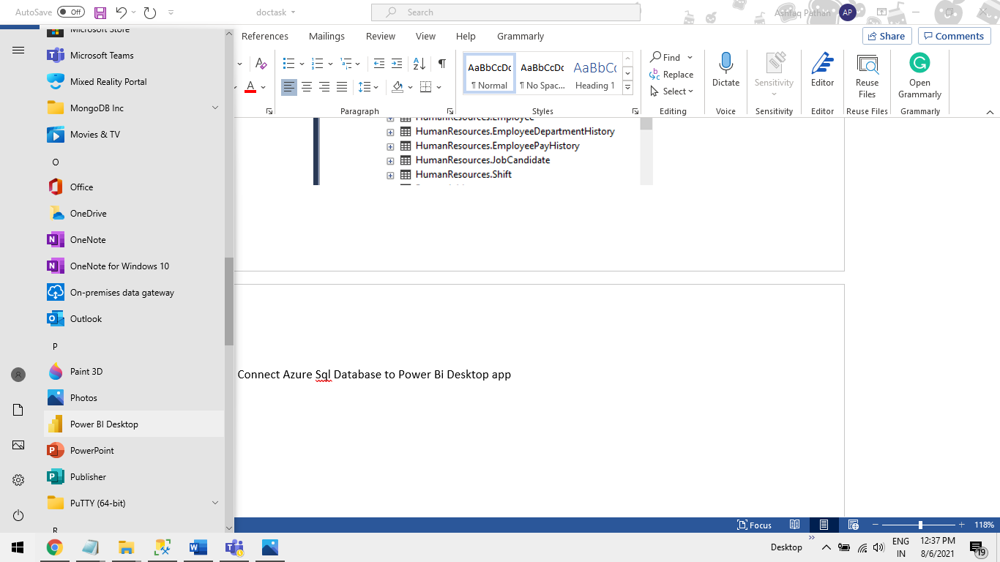 AutoSave Off doctask Search Ashfaq Pathan AP
References Mailings Review View Help Grammarly Share Comments
AaBbCcDc AaBbCcDc AaBbCc
¶ Normal ¶ No Spac... Heading 1
Find
Replace
Select
Dictate
Sensitivity
Editor
Reuse
Files
Open
Grammarly
Paragraph Styles Editing Voice Sensitivity Editor Reuse Files Grammarly
Microsoft Store
Microsoft Teams
Mixed Reality Portal
MongoDB Inc
Movies & TV
O
Office
OneDrive
OneNote
OneNote for Windows 10
On-premises data gateway
Outlook
P
Paint 3D
Photos
Power BI Desktop
PowerPoint
Publisher
PuTTY (64-bit)
R
HumanResources.Employee
HumanResources.EmployeeDepartmentHistory
HumanResources.EmployeePayHistory
HumanResources.JobCandidate
HumanResources.Shift
Connect Azure Sql Database to Power Bi Desktop app
Focus 118%
Desktop
ENG
IN
12:37 PM
8/6/2021
19